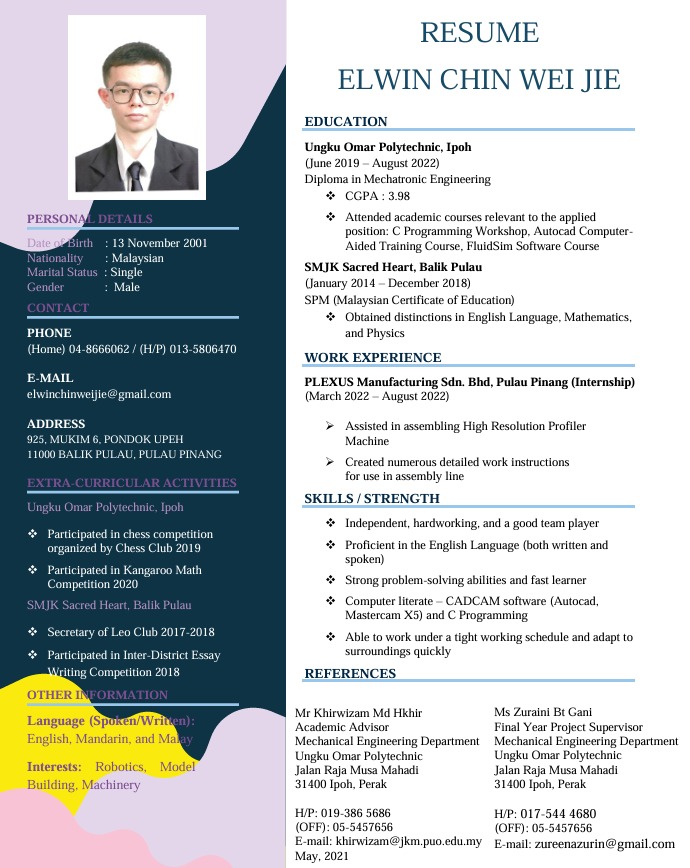 RESUME
ELWIN CHIN WEI JIE
PERSONAL DETAILS
Date of Birth : 13 November 2001
Nationality : Malaysian
Marital Status : Single
Gender : Male
CONTACT
PHONE
(Home) 04-8666062 / (H/P) 013-5806470
E-MAIL
elwinchinweijie@gmail.com
ADDRESS
925, MUKIM 6, PONDOK UPEH
11000 BALIK PULAU, PULAU PINANG
EXTRA-CURRICULAR ACTIVITIES
Ungku Omar Polytechnic, Ipoh
❖ Participated in chess competition
organized by Chess Club 2019
❖ Participated in Kangaroo Math
Competition 2020
SMJK Sacred Heart, Balik Pulau
❖ Secretary of Leo Club 2017-2018
❖ Participated in Inter-District Essay
Writing Competition 2018
OTHER INFORMATION
Language (Spoken/Written):
English, Mandarin, and Malay
Interests: Robotics, Model
Building, Machinery
EDUCATION
Ungku Omar Polytechnic, Ipoh
(June 2019 – August 2022)
Diploma in Mechatronic Engineering
❖ CGPA : 3.98
❖ Attended academic courses relevant to the applied
position: C Programming Workshop, Autocad Computer-
Aided Training Course, FluidSim Software Course
SMJK Sacred Heart, Balik Pulau
(January 2014 – December 2018)
SPM (Malaysian Certificate of Education)
❖ Obtained distinctions in English Language, Mathematics,
and Physics
WORK EXPERIENCE
PLEXUS Manufacturing Sdn. Bhd, Pulau Pinang (Internship)
(March 2022 – August 2022)
➢ Assisted in assembling High Resolution Profiler
Machine
➢ Created numerous detailed work instructions
for use in assembly line
SKILLS / STRENGTH
❖ Independent, hardworking, and a good team player
❖ Proficient in the English Language (both written and
spoken)
❖ Strong problem-solving abilities and fast learner
❖ Computer literate – CADCAM software (Autocad,
Mastercam X5) and C Programming
❖ Able to work under a tight working schedule and adapt to
surroundings quickly
REFERENCES
Mr Khirwizam Md Hkhir
Academic Advisor
Mechanical Engineering Department
Ungku Omar Polytechnic
Jalan Raja Musa Mahadi
31400 Ipoh, Perak
H/P: 019-386 5686
(OFF): 05-5457656
E-mail: khirwizam@jkm.puo.edu.my
May, 2021
Ms Zuraini Bt Gani
Final Year Project Supervisor
Mechanical Engineering Department
Ungku Omar Polytechnic
Jalan Raja Musa Mahadi
31400 Ipoh, Perak
H/P: 017-544 4680
(OFF): 05-5457656
E-mail: zureenazurin@gmail.com